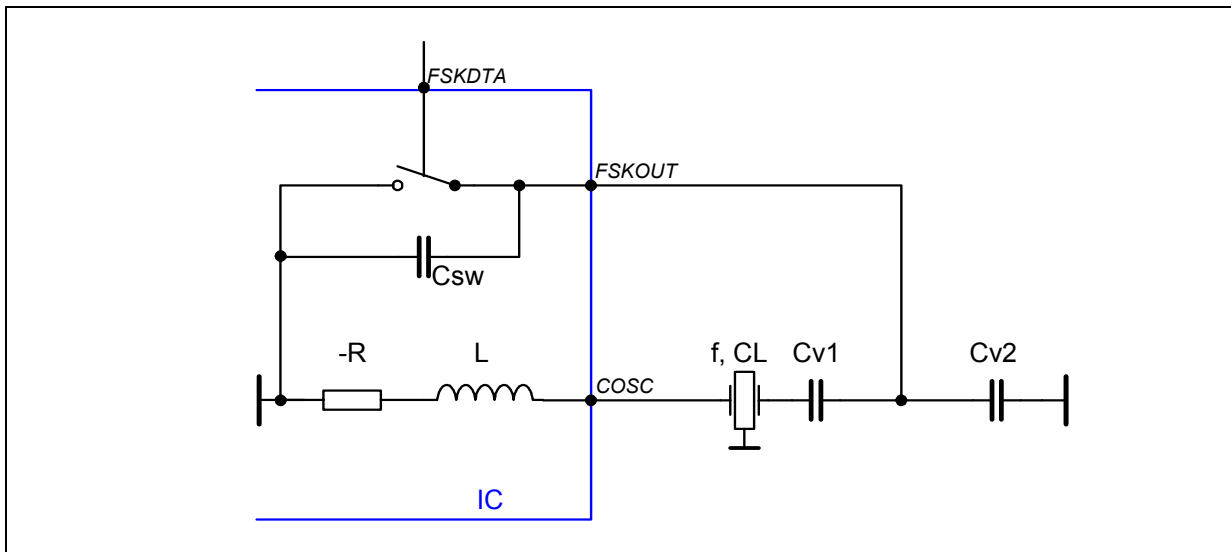 FSKDTA
FSKOUT
Csw
-R
L
COSC
f, CL
Cv1
Cv2
IC